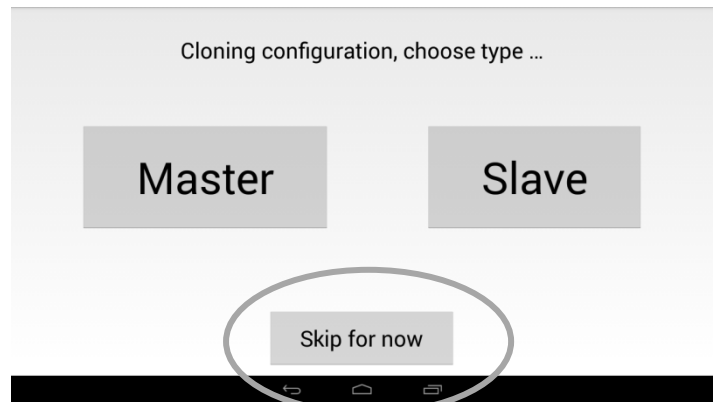 Cloning configuration, choose type ...
Master
Slave
Skip for now